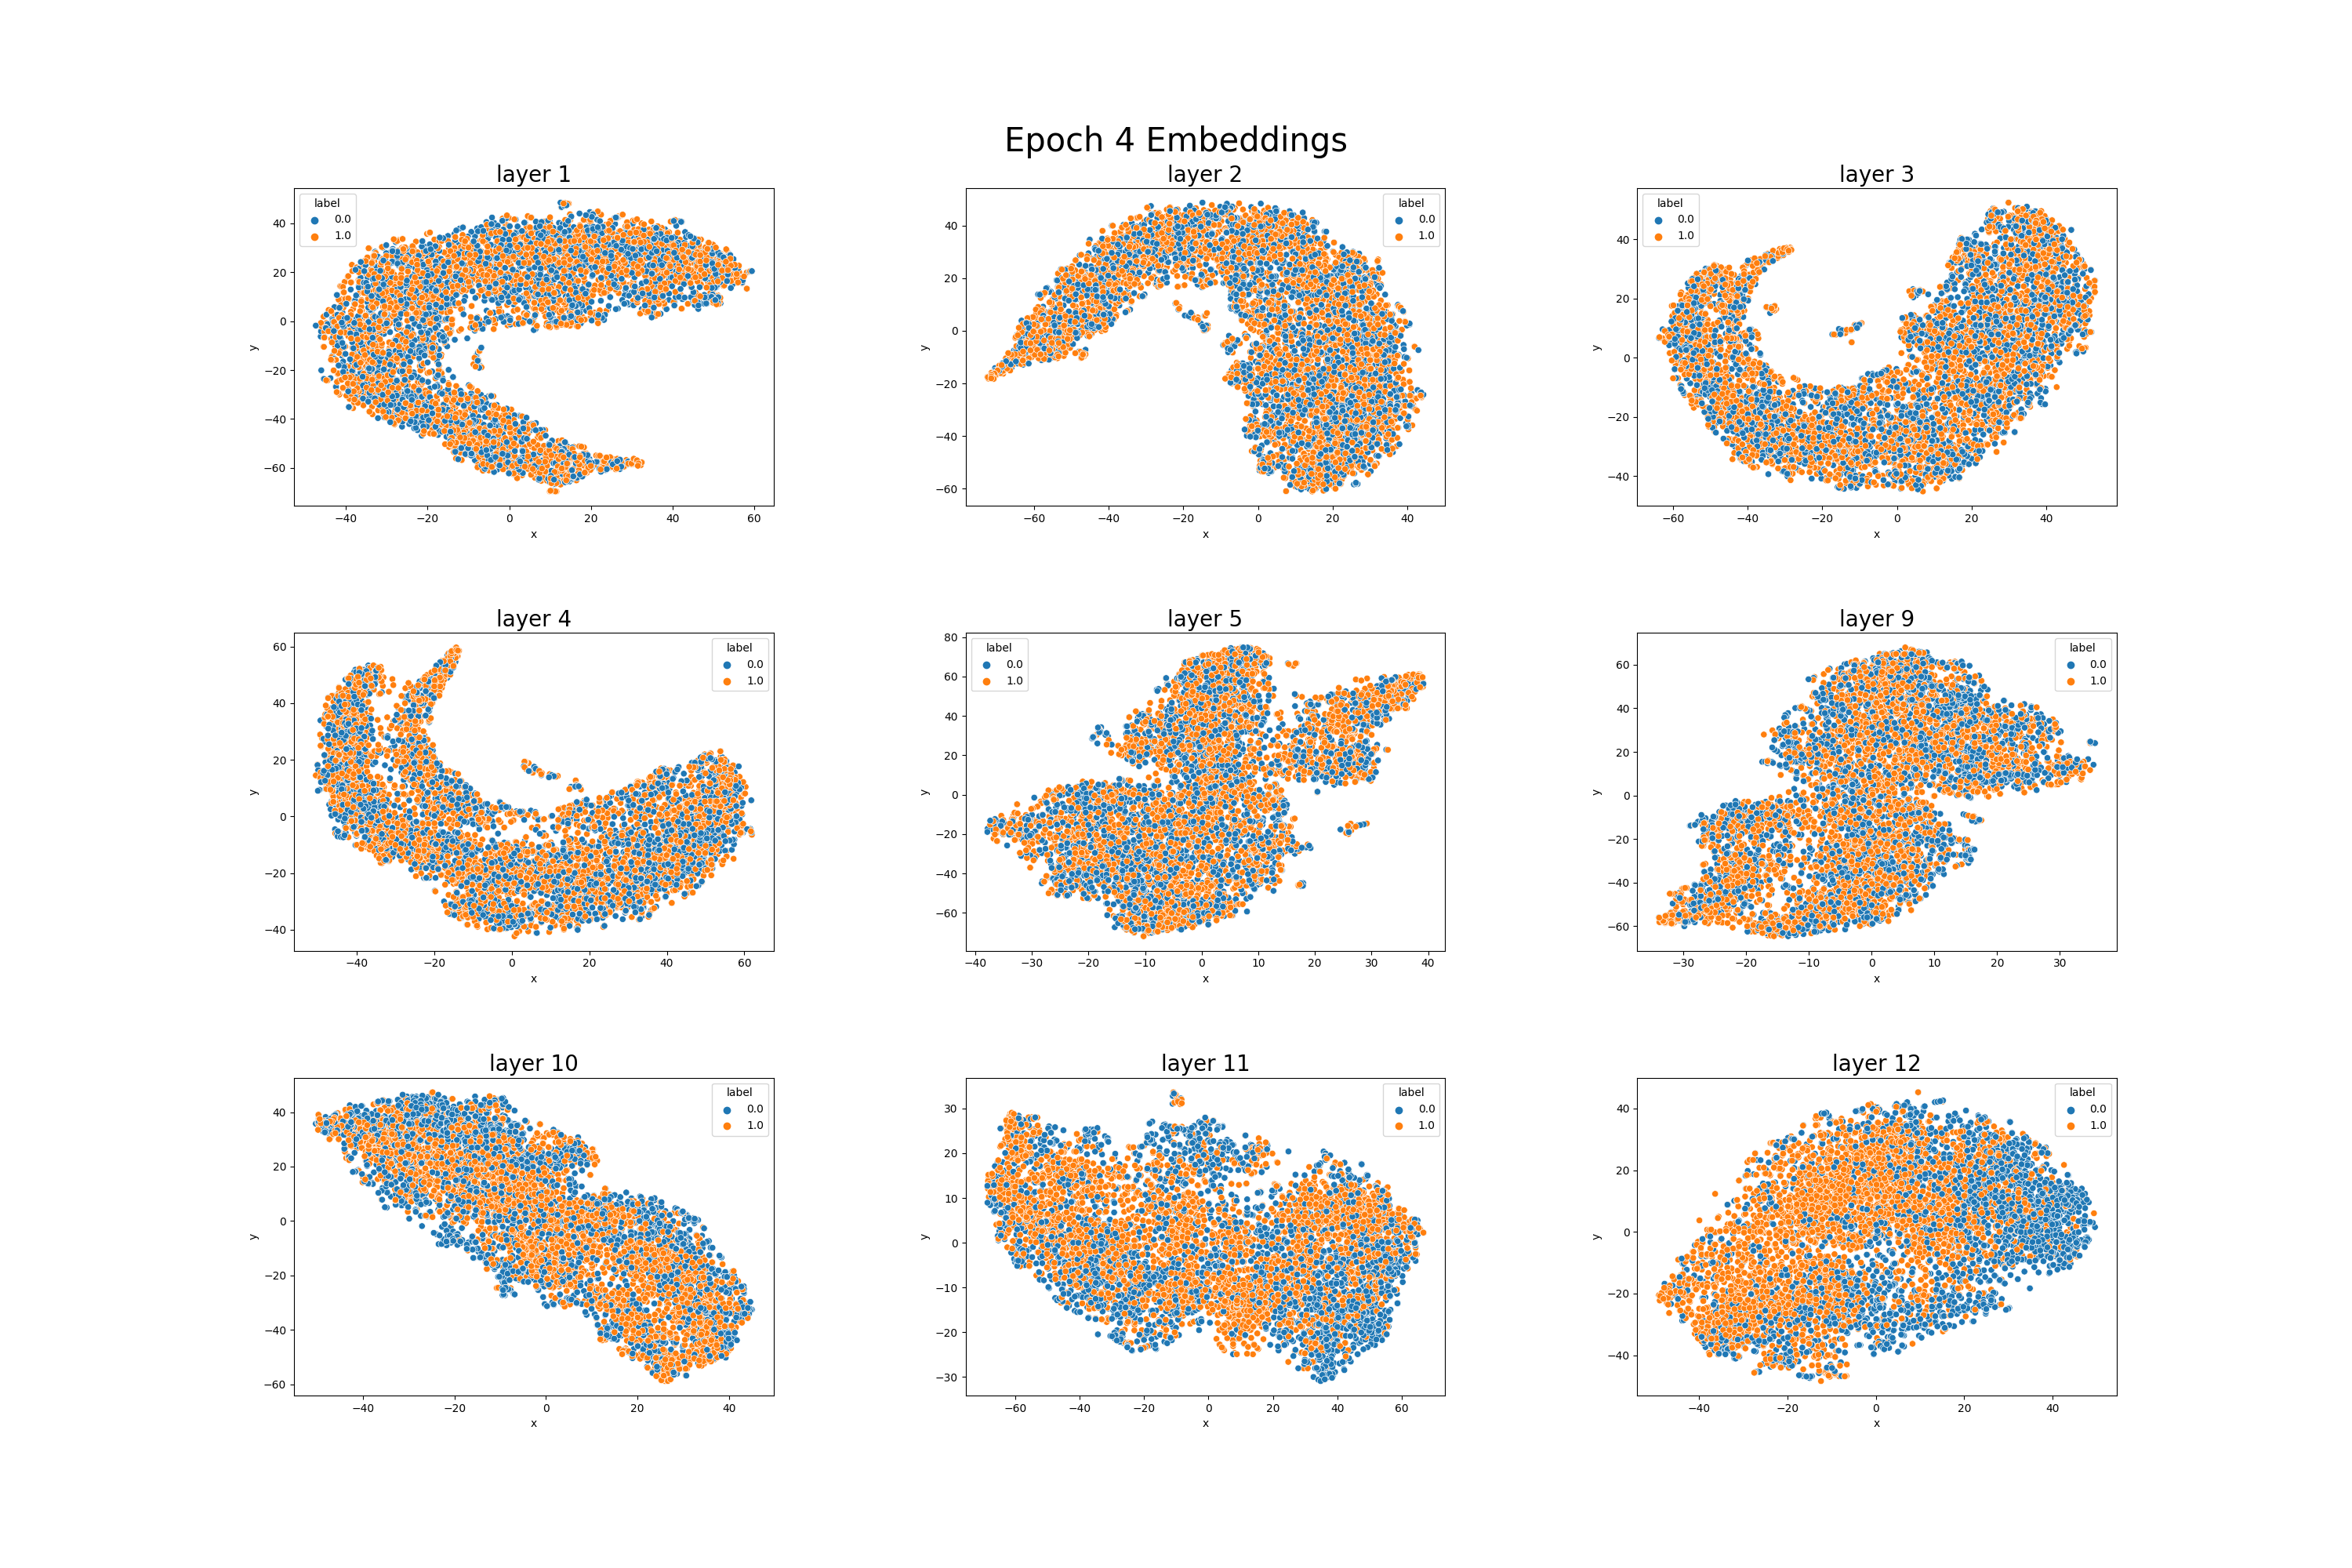 Epoch 4 Embeddings
layer 1
label
0.0
1.0
40
20
0
−20
−40
−60
y
−40 −20 0 20 40 60
x
layer 2
label
0.0
1.0
40
20
0
−20
−40
−60
y
−60 −40 −20 0 20 40
x
layer 3
label
0.0
1.0
40
20
0
−20
−40
y
−60 −40 −20 0 20 40
x
layer 4
label
0.0
1.0
60
40
20
0
−20
−40
y
−40 −20 0 20 40 60
x
layer 5
label
0.0
1.0
80
60
40
20
0
−20
−40
−60
y
−40 −30 −20 −10 0 10 20 30 40
x
layer 9
label
0.0
1.0
60
40
20
0
−20
−40
−60
y
−30 −20 −10 0 10 20 30
x
layer 10
label
0.0
1.0
40
20
0
−20
−40
−60
y
−40 −20 0 20 40
x
layer 11
label
0.0
1.0
30
20
10
0
−10
−20
−30
y
−60 −40 −20 0 20 40 60
x
layer 12
label
0.0
1.0
40
20
0
−20
−40
y
−40 −20 0 20 40
x